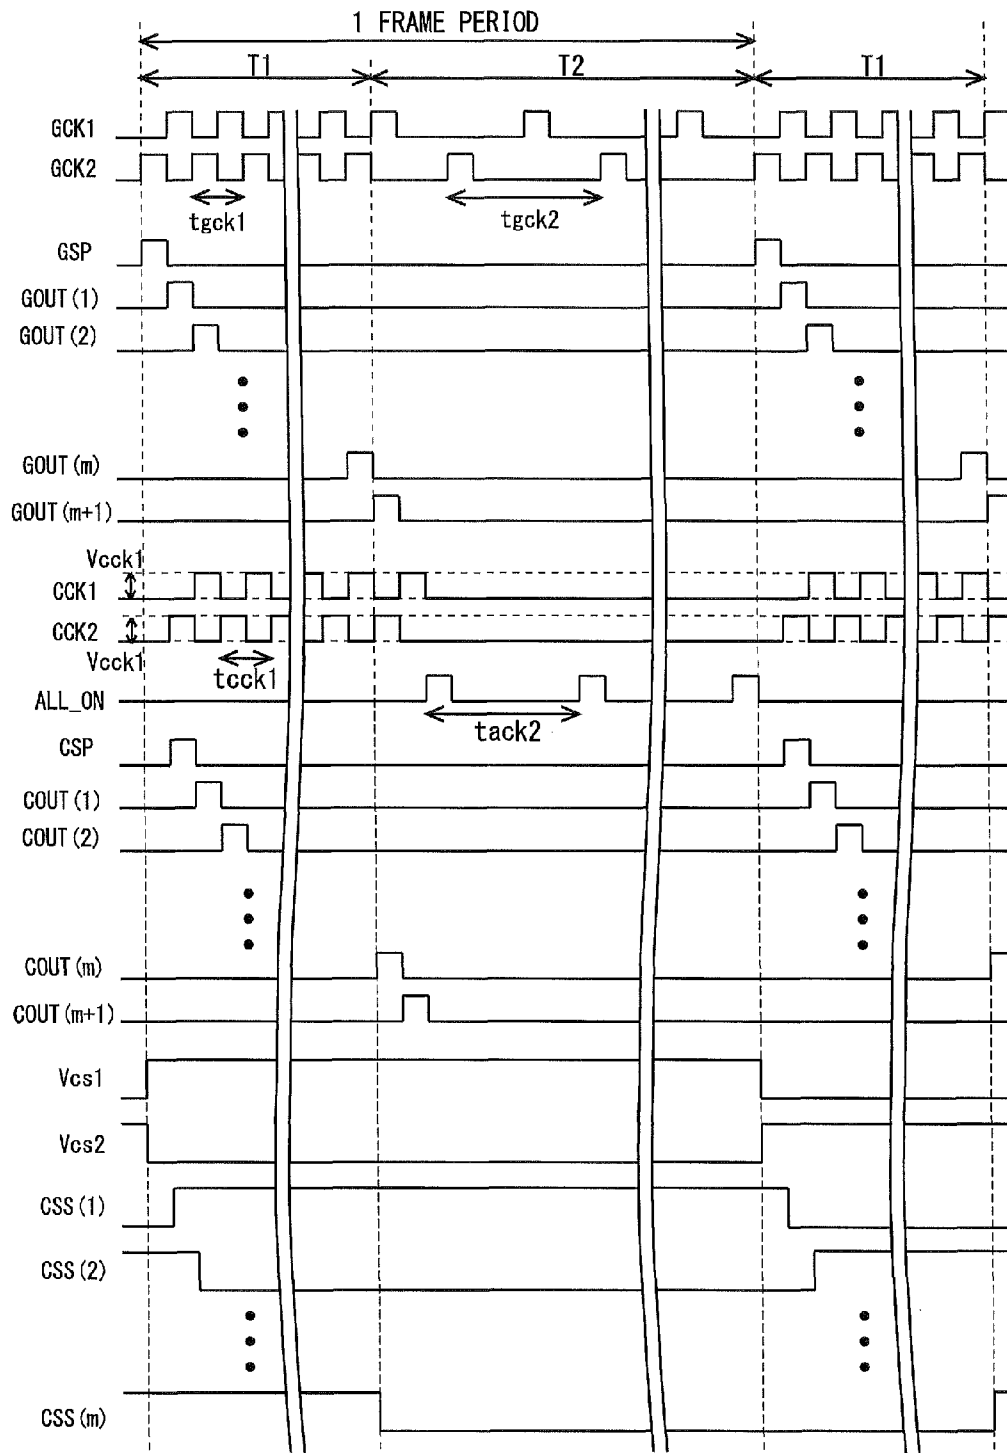 1 FRAME PERIOD
T1 T2 T1
GCK1
GCK2
tgck1 tgck2
GSP
GOUT(1)
GOUT(2)
GOUT(m)
GOUT(m+1)
Vcck1
CCK1
CCK2
Vcck1 tcck1
ALL_ON
tack2
CSP
COUT(1)
COUT(2)
COUT(m)
COUT(m+1)
Vcs1
Vcs2
CSS(1)
CSS(2)
CSS(m)